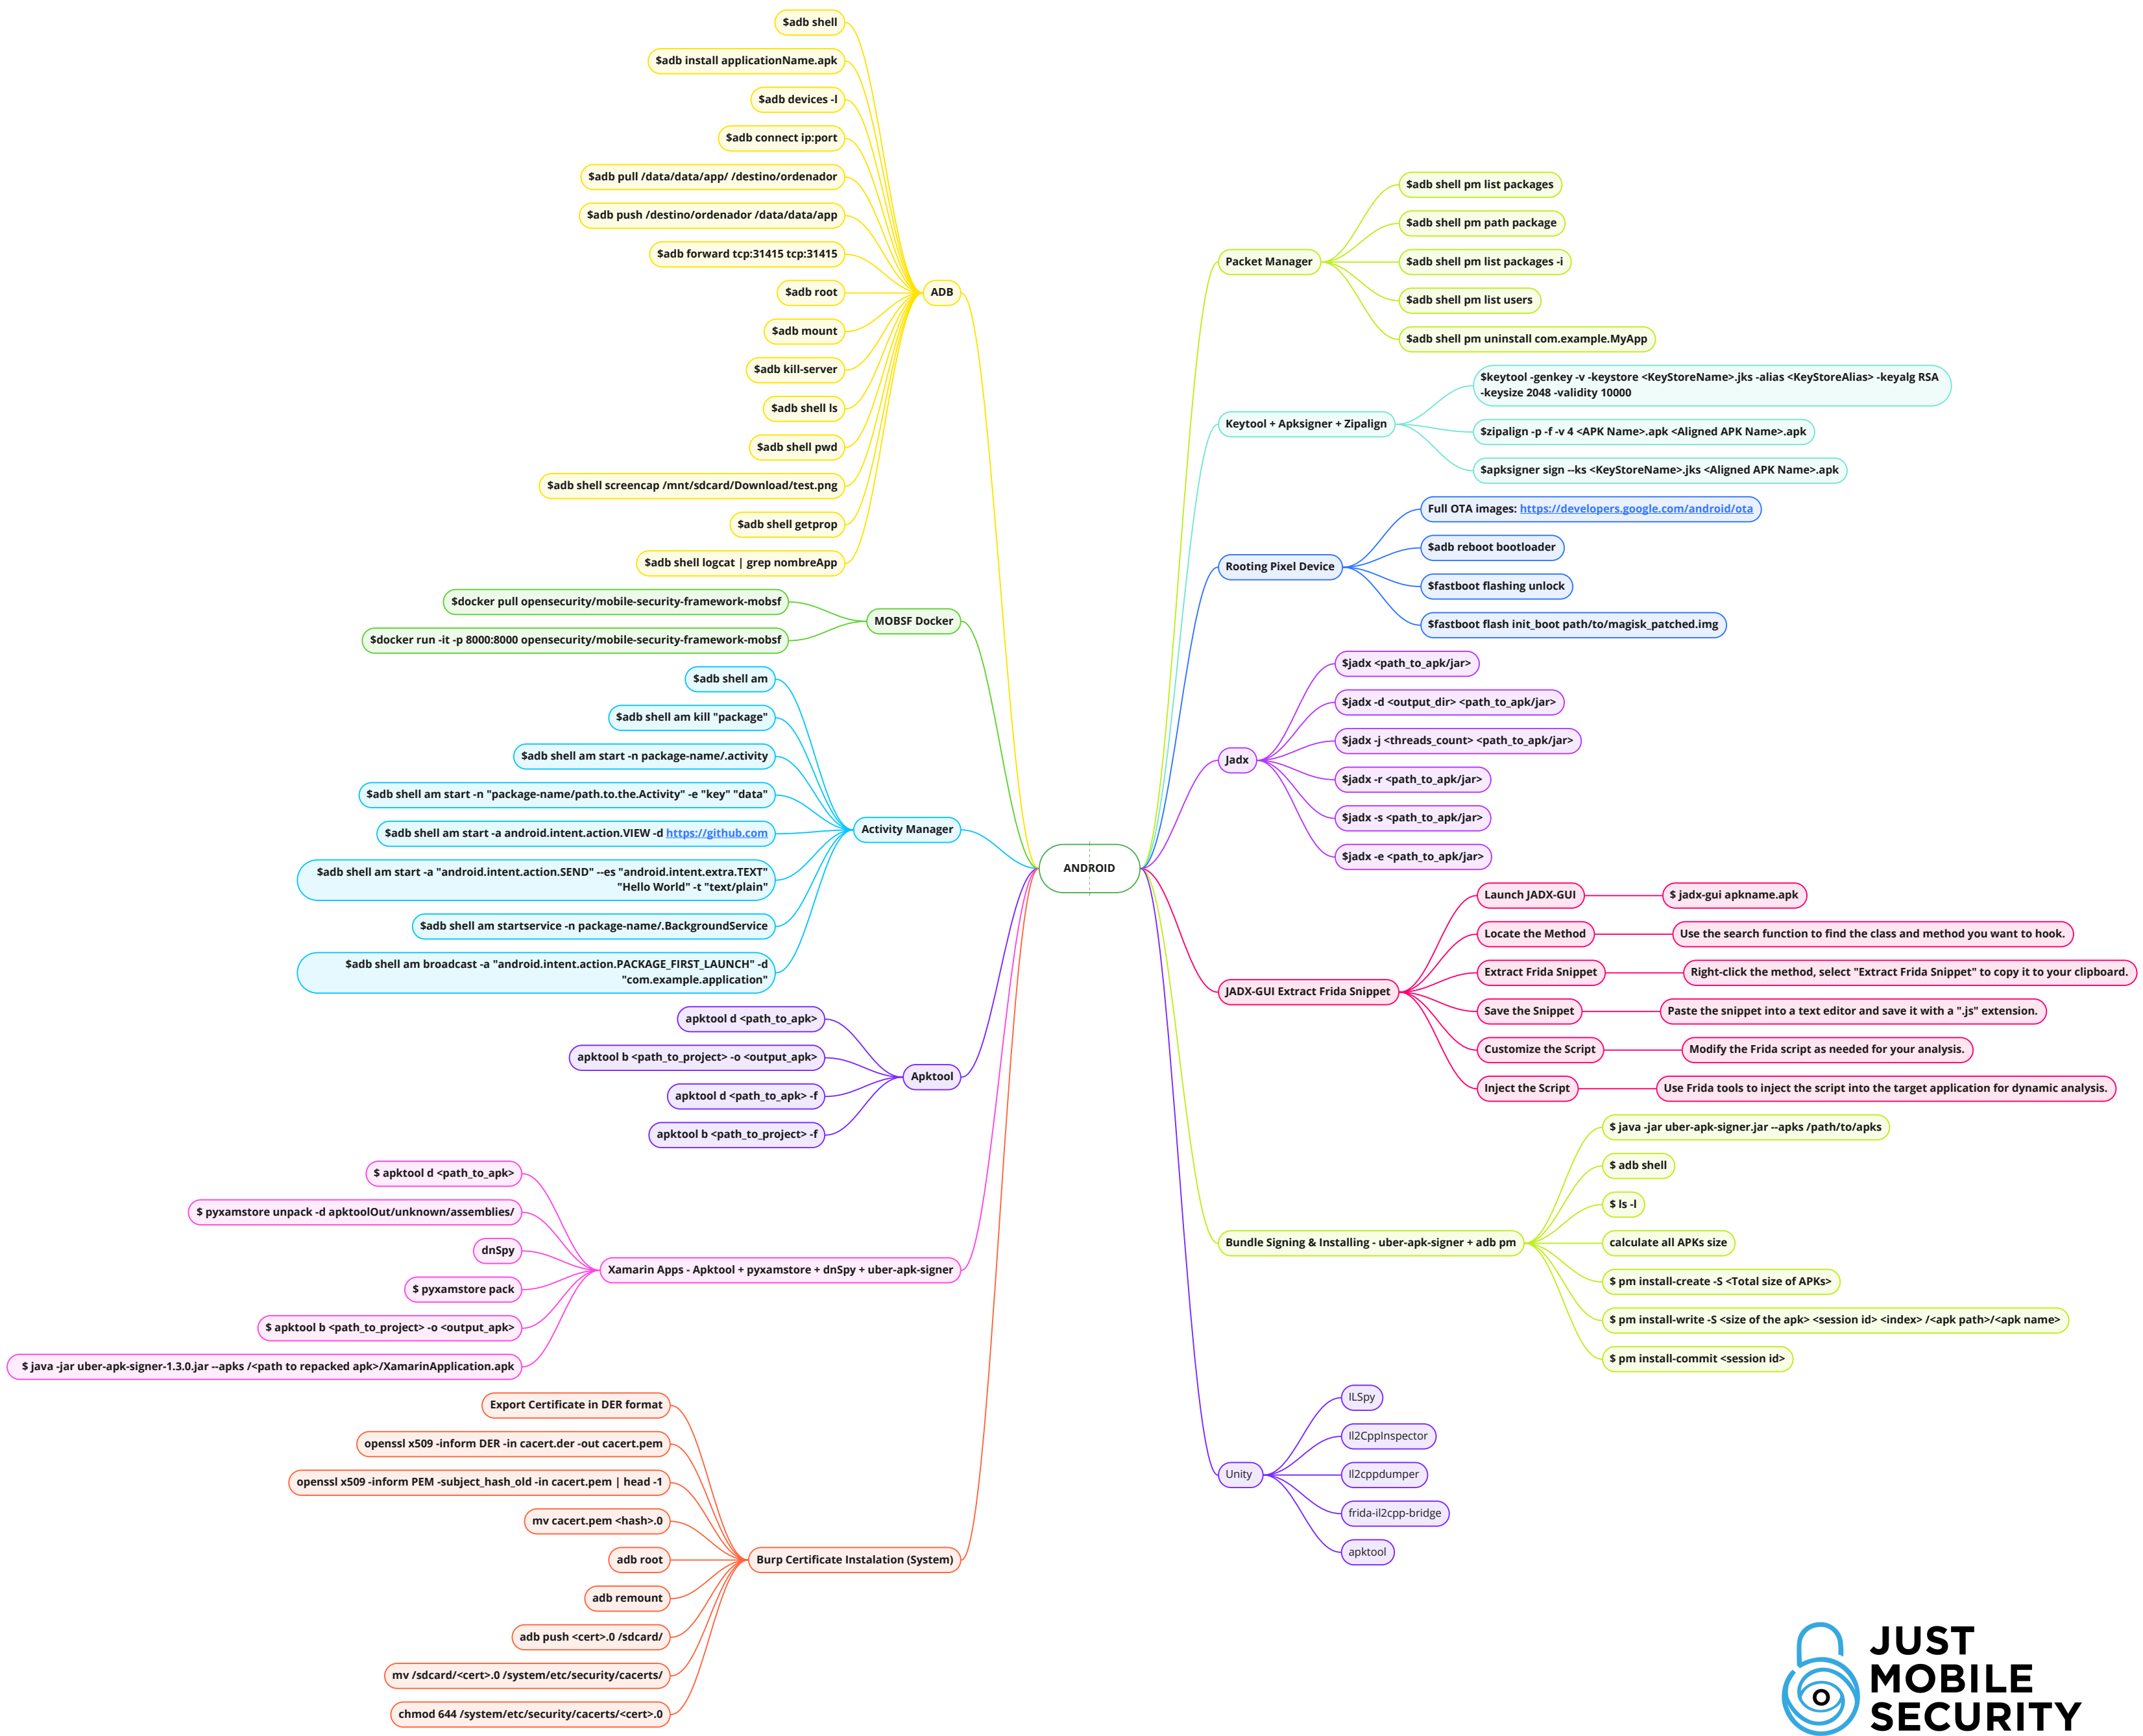 $adb shell
$adb install applicationName.apk
$adb devices -l
$adb connect ip:port
$adb pull /data/data/app/ /destino/ordenador
$adb push /destino/ordenador /data/data/app
$adb forward tcp:31415 tcp:31415
$adb root
$adb mount
$adb kill-server
$adb shell ls
$adb shell pwd
$adb shell screencap /mnt/sdcard/Download/test.png
$adb shell getprop
$adb shell logcat | grep nombreApp
ADB
$docker pull opensecurity/mobile-security-framework-mobsf
$docker run -it -p 8000:8000 opensecurity/mobile-security-framework-mobsf
MOBSF Docker
$adb shell am
$adb shell am kill "package"
$adb shell am start -n package-name/.activity
$adb shell am start -n "package-name/path.to.the.Activity" -e "key" "data"
$adb shell am start -a android.intent.action.VIEW -d https://github.com
$adb shell am start -a "android.intent.action.SEND" --es "android.intent.extra.TEXT"
"Hello World" -t "text/plain"
$adb shell am startservice -n package-name/.BackgroundService
$adb shell am broadcast -a "android.intent.action.PACKAGE_FIRST_LAUNCH" -d
"com.example.application"
Activity Manager
apktool d <path_to_apk>
apktool b <path_to_project> -o <output_apk>
apktool d <path_to_apk> -f
apktool b <path_to_project> -f
Apktool
$ apktool d <path_to_apk>
$ pyxamstore unpack -d apktoolOut/unknown/assemblies/
dnSpy
$ pyxamstore pack
$ apktool b <path_to_project> -o <output_apk>
$ java -jar uber-apk-signer-1.3.0.jar --apks /<path to repacked apk>/XamarinApplication.apk
Xamarin Apps - Apktool + pyxamstore + dnSpy + uber-apk-signer
Export Certificate in DER format
openssl x509 -inform DER -in cacert.der -out cacert.pem
openssl x509 -inform PEM -subject_hash_old -in cacert.pem | head -1
mv cacert.pem <hash>.0
adb root
adb remount
adb push <cert>.0 /sdcard/
mv /sdcard/<cert>.0 /system/etc/security/cacerts/
chmod 644 /system/etc/security/cacerts/<cert>.0
Burp Certificate Instalation (System)
ANDROID
Packet Manager
$adb shell pm list packages
$adb shell pm path package
$adb shell pm list packages -i
$adb shell pm list users
$adb shell pm uninstall com.example.MyApp
Keytool + Apksigner + Zipalign
$keytool -genkey -v -keystore <KeyStoreName>.jks -alias <KeyStoreAlias> -keyalg RSA
-keysize 2048 -validity 10000
$zipalign -p -f -v 4 <APK Name>.apk <Aligned APK Name>.apk
$apksigner sign --ks <KeyStoreName>.jks <Aligned APK Name>.apk
Rooting Pixel Device
Full OTA images: https://developers.google.com/android/ota
$adb reboot bootloader
$fastboot flashing unlock
$fastboot flash init_boot path/to/magisk_patched.img
Jadx
$jadx <path_to_apk/jar>
$jadx -d <output_dir> <path_to_apk/jar>
$jadx -j <threads_count> <path_to_apk/jar>
$jadx -r <path_to_apk/jar>
$jadx -s <path_to_apk/jar>
$jadx -e <path_to_apk/jar>
JADX-GUI Extract Frida Snippet
Launch JADX-GUI
$ jadx-gui apkname.apk
Locate the Method
Use the search function to find the class and method you want to hook.
Extract Frida Snippet
Right-click the method, select "Extract Frida Snippet" to copy it to your clipboard.
Save the Snippet
Paste the snippet into a text editor and save it with a ".js" extension.
Customize the Script
Modify the Frida script as needed for your analysis.
Inject the Script
Use Frida tools to inject the script into the target application for dynamic analysis.
Bundle Signing & Installing - uber-apk-signer + adb pm
$ java -jar uber-apk-signer.jar --apks /path/to/apks
$ adb shell
$ ls -l
calculate all APKs size
$ pm install-create -S <Total size of APKs>
$ pm install-write -S <size of the apk> <session id> <index> /<apk path>/<apk name>
$ pm install-commit <session id>
Unity
ILSpy
Il2CppInspector
Il2cppdumper
frida-il2cpp-bridge
apktool
JUST
MOBILE
SECURITY